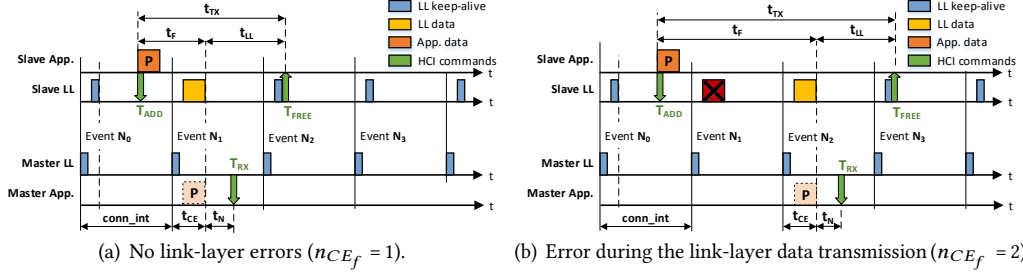 t_TX
t_F
t_LL
LL keep-alive
LL data
App. data
HCI commands
Slave App.
P
t
Slave LL
t
T_ADD
T_FREE
Event N_0
Event N_1
Event N_2
Event N_3
Master LL
T_RX
t
Master App.
P
t
conn_int
t_CE
t_N
(a) No link-layer errors (n_{CE_f} = 1).
t_TX
t_F
t_LL
LL keep-alive
LL data
App. data
HCI commands
Slave App.
P
t
Slave LL
t
T_ADD
T_FREE
Event N_0
Event N_1
Event N_2
Event N_3
Master LL
T_RX
t
Master App.
P
t
conn_int
t_CE
t_N
(b) Error during the link-layer data transmission (n_{CE_f} = 2)